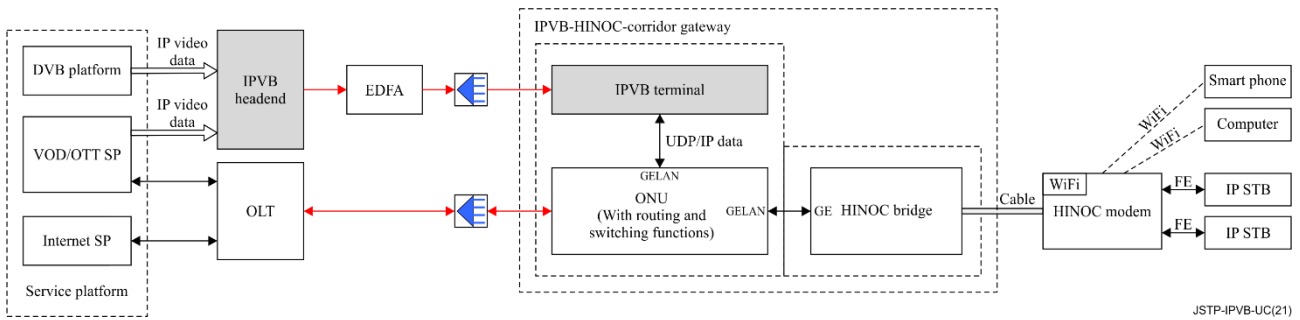 IPVB-HINOC-corridor gateway
IP video
data
DVB platform
IPVB
headend
EDFA
IPVB terminal
Smart phone
IP video
data
WiFi
Computer
WiFi
VOD/OTT SP
UDP/IP data
GELAN
WiFi
FE
IP STB
OLT
ONU
(With routing and
switching functions)
GELAN
GE
HINOC bridge
Cable
HINOC modem
Internet SP
FE
IP STB
Service platform
JSTP-IPVB-UC(21)